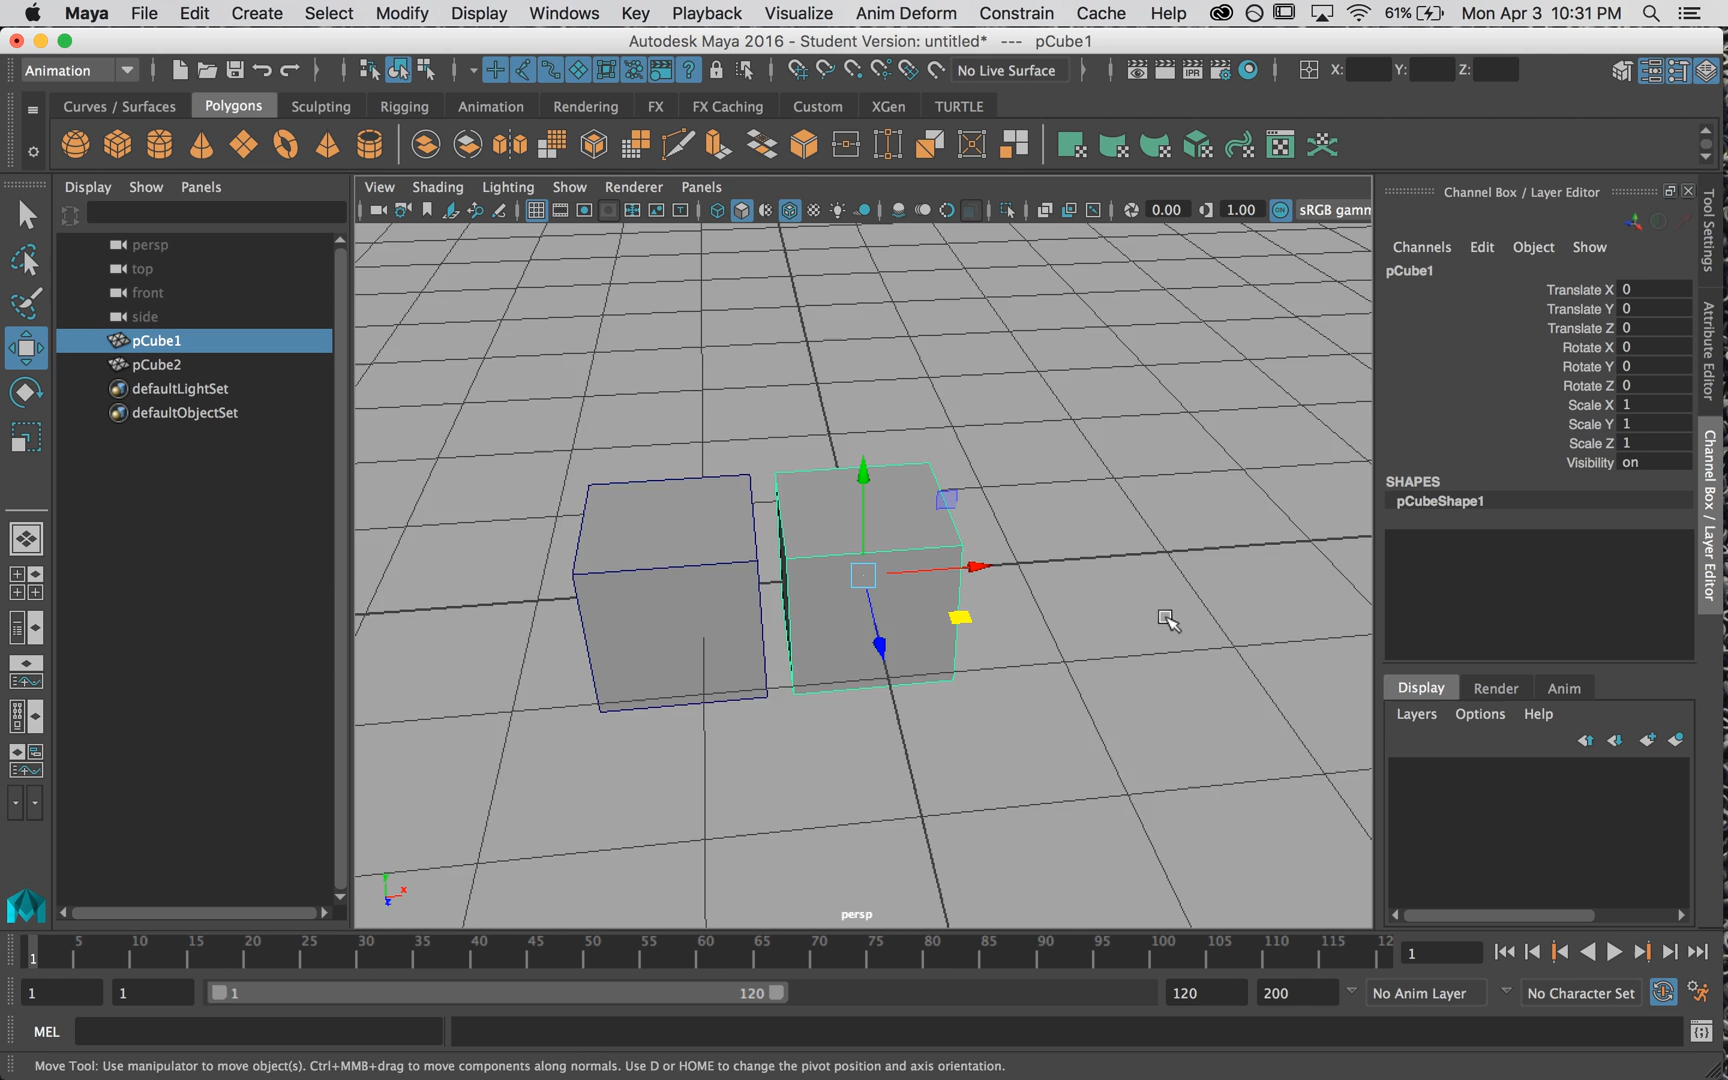 Maya File Edit Create Select Modify Display Windows Mesh Key Playback Visualize Anim Deform Constrain Cache Help 61% Mon Apr 3 10:31 PM
Autodesk Maya 2016 - Student Version: untitled* --- pCube1
Animation No Live Surface IPR X: Y: Z:
Curves / Surfaces Polygons Sculpting Rigging Animation Rendering FX FX Caching Custom XGen TURTLE
Display Show Panels
View Shading Lighting Show Renderer Panels
Channel Box / Layer Editor
0.00 1.00 ON sRGB gamm
persp
top
front
side
pCube1
pCube2
defaultLightSet
defaultObjectSet
Channels Edit Object Show
pCube1
Translate X 0
Translate Y 0
Translate Z 0
Rotate X 0
Rotate Y 0
Rotate Z 0
Scale X 1
Scale Y 1
Scale Z 1
Visibility on
SHAPES
pCubeShape1
Tool Settings
Attribute Editor
Channel Box / Layer Editor
Display Render Anim
Layers Options Help
x
persp
1 5 10 15 20 25 30 35 40 45 50 55 60 65 70 75 80 85 90 95 100 105 110 115 12 1
1 1 1 120 120 200 No Anim Layer No Character Set
MEL
Move Tool: Use manipulator to move object(s). Ctrl+MMB+drag to move components along normals. Use D or HOME to change the pivot position and axis orientation.